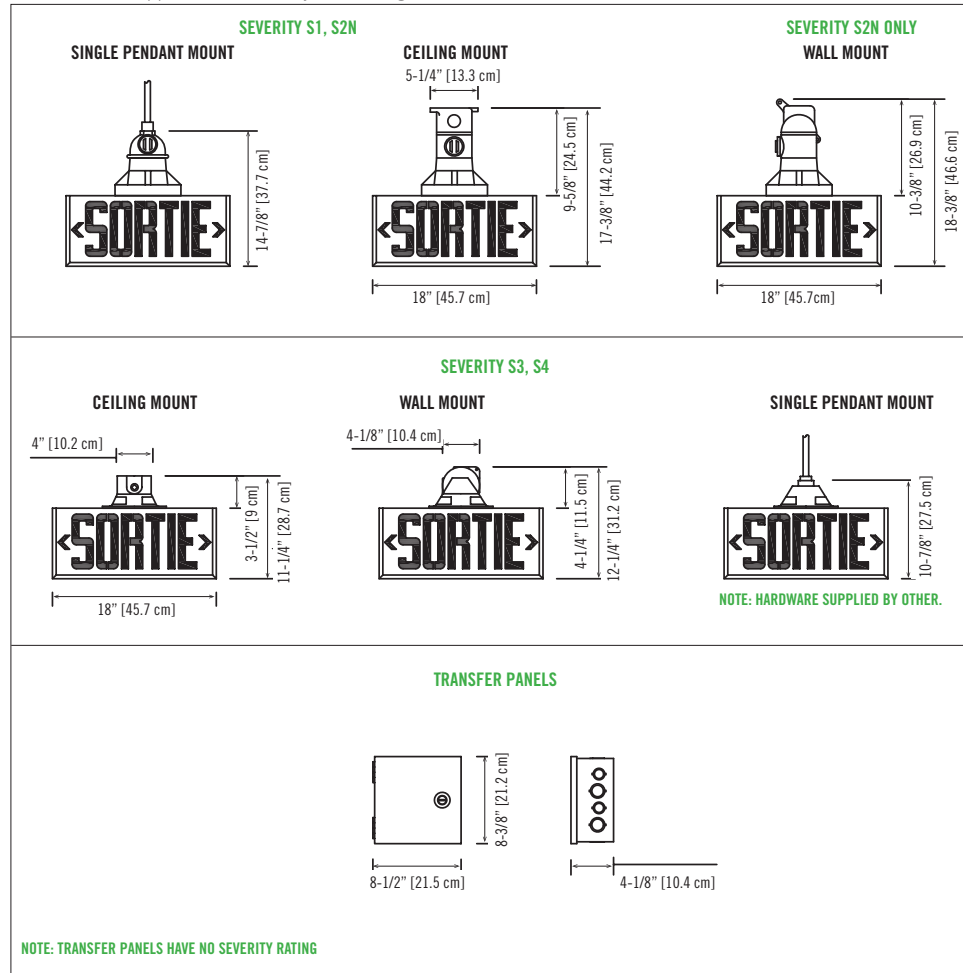 SEVERITY S1, S2N
SEVERITY S2N ONLY
SINGLE PENDANT MOUNT
CEILING MOUNT
WALL MOUNT
5-1/4” [13.3 cm]
14-7/8” [37.7 cm]
9-5/8” [24.5 cm]
17-3/8” [44.2 cm]
10-3/8” [26.9 cm]
18-3/8” [46.6 cm]
SORTIE
SORTIE
SORTIE
18” [45.7 cm]
18” [45.7cm]
SEVERITY S3, S4
CEILING MOUNT
WALL MOUNT
SINGLE PENDANT MOUNT
4” [10.2 cm]
4-1/8” [10.4 cm]
3-1/2” [9 cm]
11-1/4” [28.7 cm]
4-1/4” [11.5 cm]
12-1/4” [31.2 cm]
10-7/8” [27.5 cm]
SORTIE
SORTIE
SORTIE
18” [45.7 cm]
NOTE: HARDWARE SUPPLIED BY OTHER.
TRANSFER PANELS
8-3/8” [21.2 cm]
8-1/2” [21.5 cm]
4-1/8” [10.4 cm]
NOTE: TRANSFER PANELS HAVE NO SEVERITY RATING